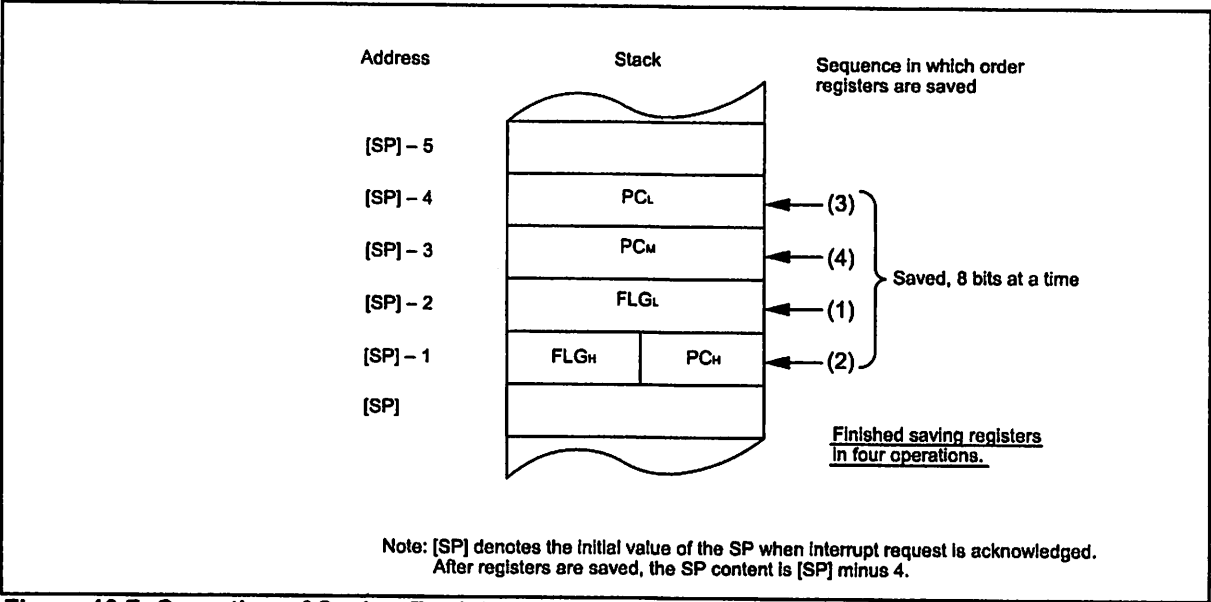 Address Stack Sequence in which order
registers are saved
[SP] – 5
[SP] – 4 PCL (3)
[SP] – 3 PCM (4)
Saved, 8 bits at a time
[SP] – 2 FLGL (1)
[SP] – 1 FLGH PCH (2)
[SP]
Finished saving registers
in four operations.
Note: [SP] denotes the initial value of the SP when interrupt request is acknowledged.
After registers are saved, the SP content is [SP] minus 4.